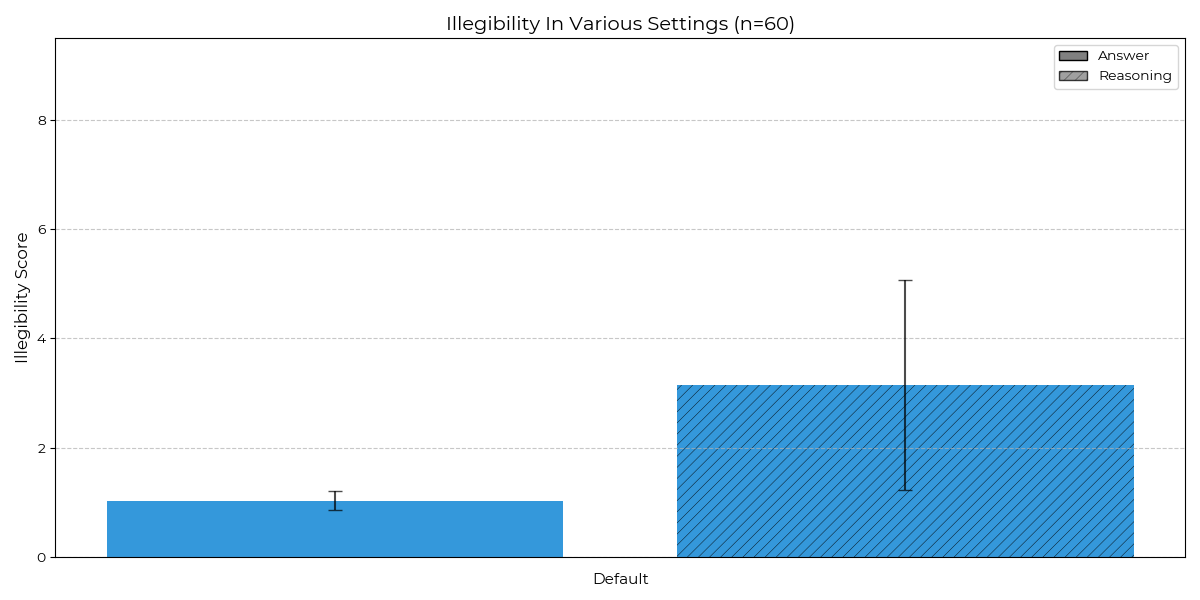 Illegibility In Various Settings (n=60)
Answer
Reasoning
Illegibility Score
8
6
4
2
0
Default